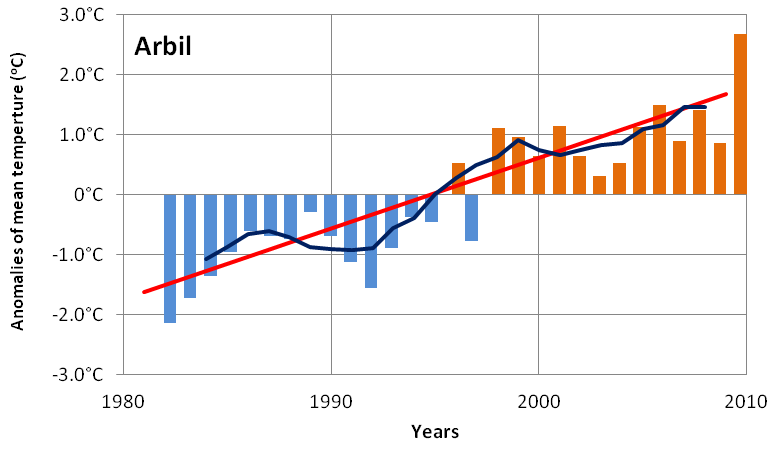 Arbil
Anomalies of mean temperture (°C)
3.0°C
2.0°C
1.0°C
0°C
-1.0°C
-2.0°C
-3.0°C
1980 1990 2000 2010
Years